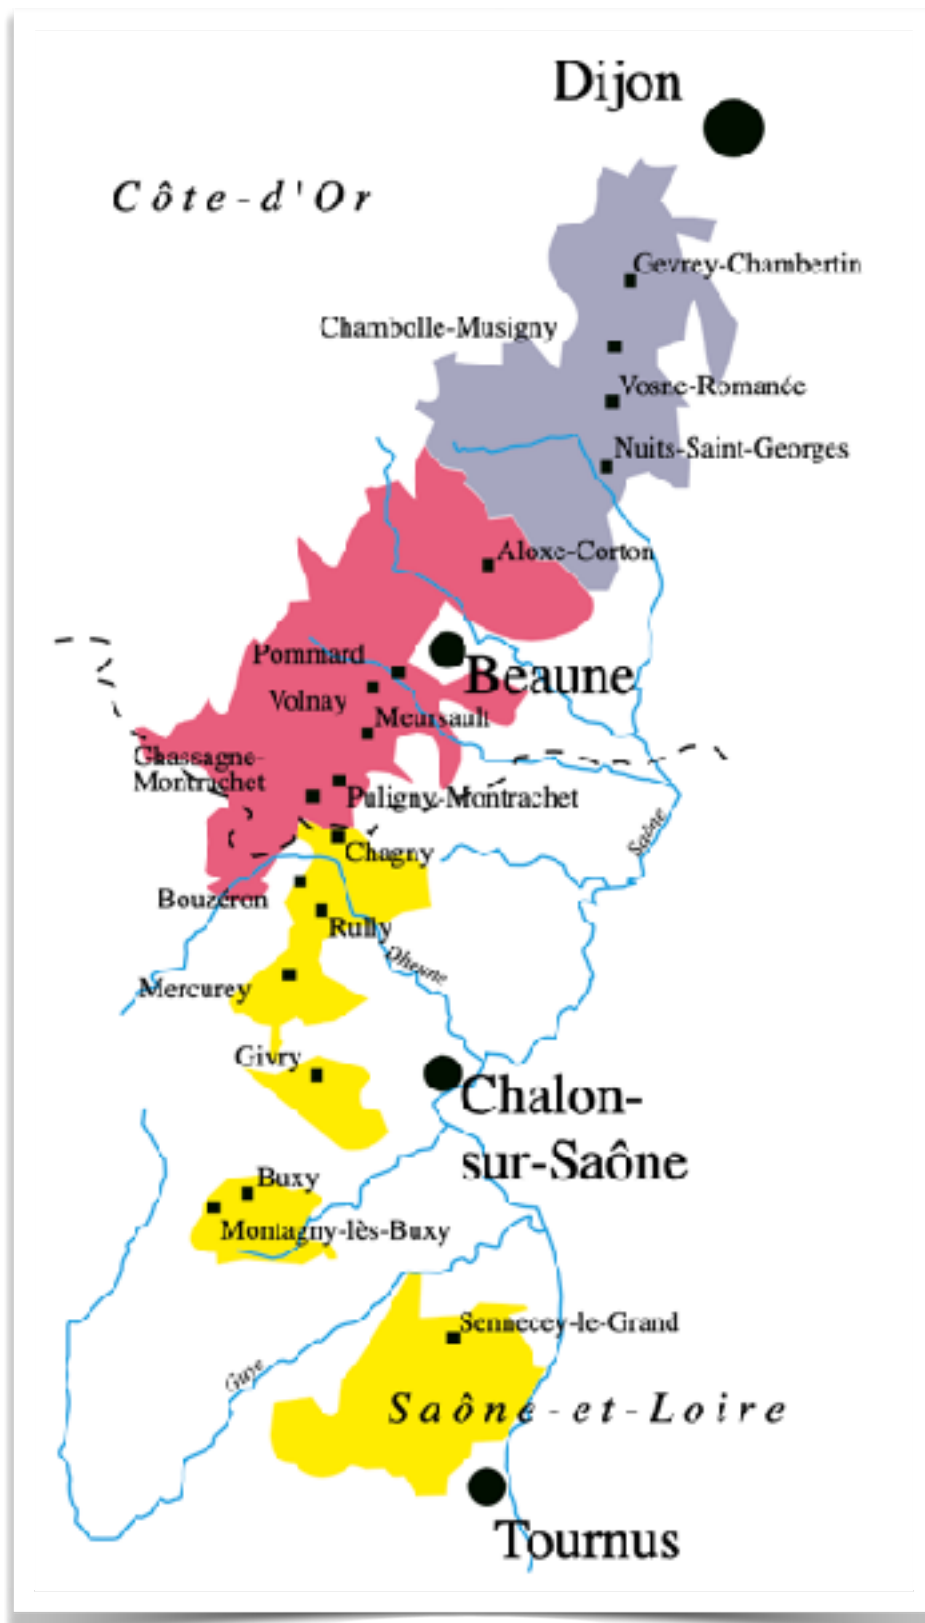 Dijon
Côte-d'Or
Gevrey-Chambertin
Chambolle-Musigny
Vosne-Romanée
Nuits-Saint-Georges
Aloxe-Corton
Pommard
Beaune
Volnay
Meursault
Chassagne-
Montrachet
Puligny-Montrachet
Saône
Chagny
Bouzeron
Rully
Dheune
Mercurey
Givry
Chalon-
sur-Saône
Buxy
Montagny-lès-Buxy
Sennecey-le-Grand
Guye
Saône-et-Loire
Tournus